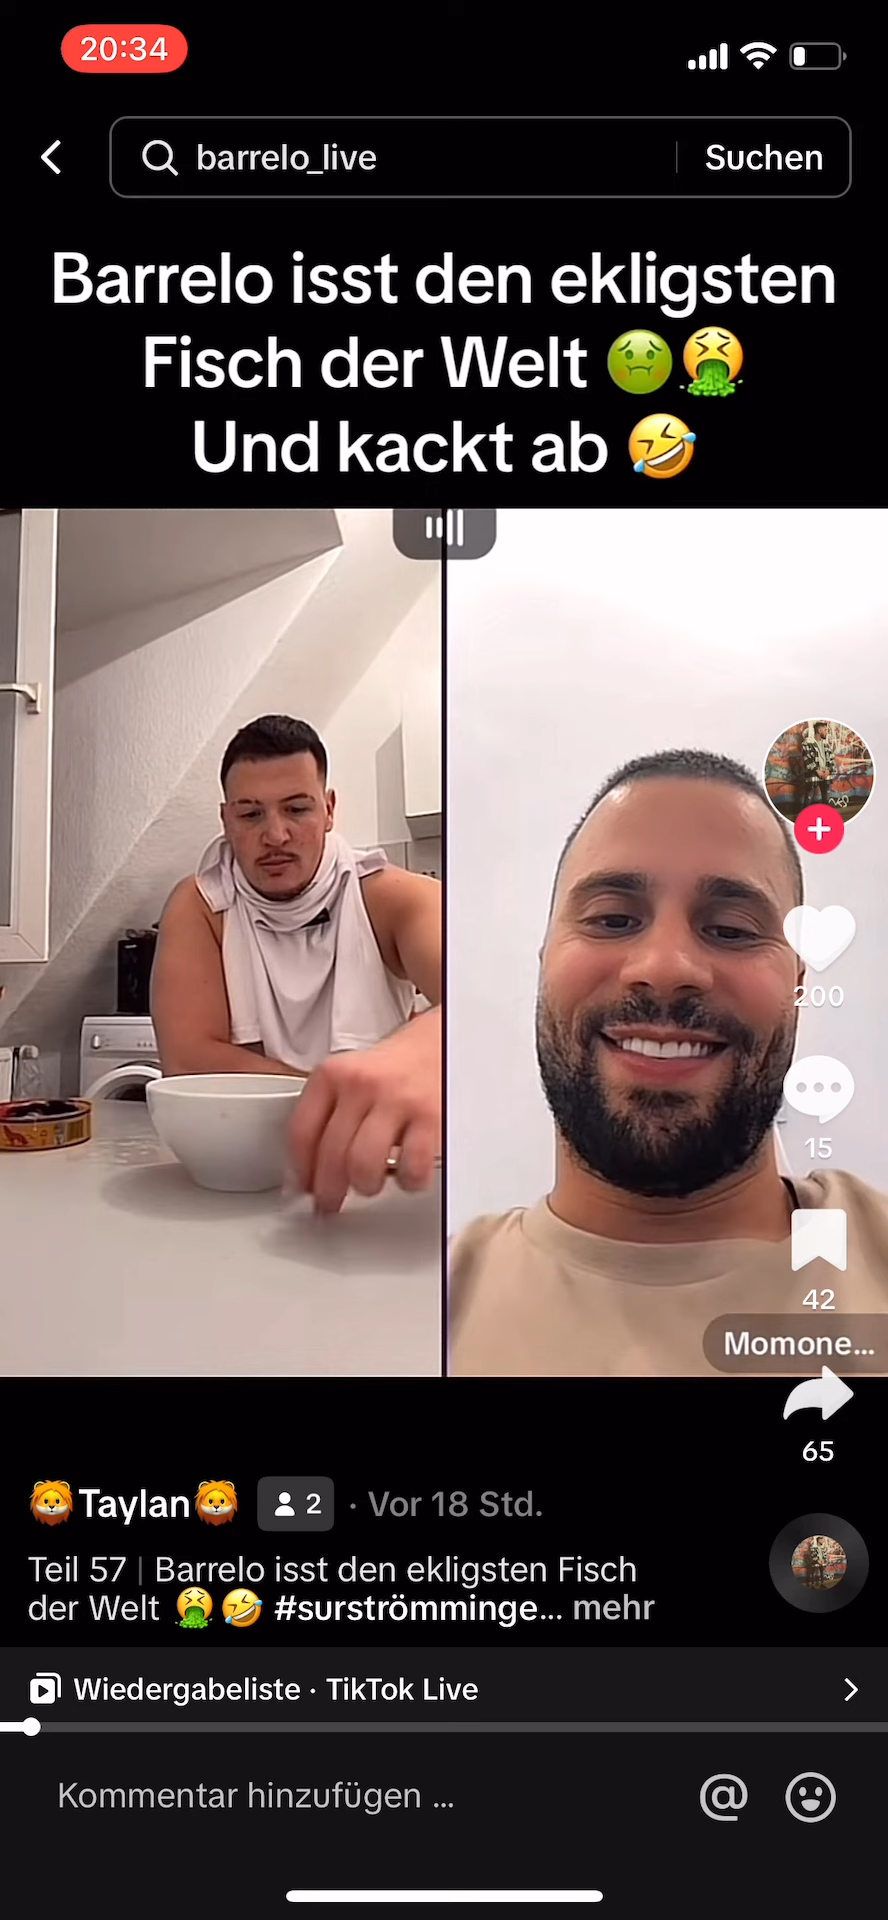 20:34
barrelo_live
Suchen
Barrelo isst den ekligsten
Fisch der Welt 🤢🤮
Und kackt ab 🤣
200
15
42
Momone...
65
🦁Taylan🦁 2 · Vor 18 Std.
Teil 57 | Barrelo isst den ekligsten Fisch
der Welt 🤮🤣 #surströmminge... mehr
Wiedergabeliste · TikTok Live
Kommentar hinzufügen ...